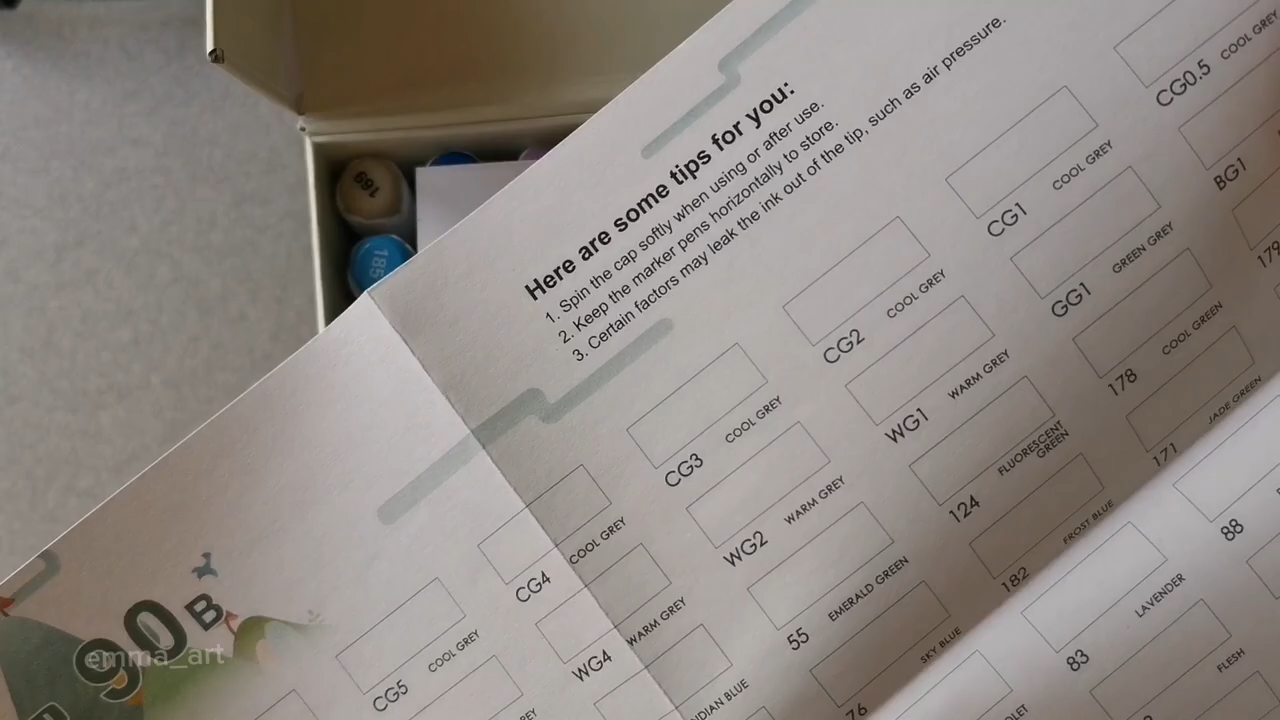 Here are some tips for you:
1. Spin the cap softly when using or after use.
2. Keep the marker pens horizontally to store.
3. Certain factors may leak the ink out of the tip, such as air pressure.
169
185
CG0.5 COOL GREY
CG1 COOL GREY
CG2 COOL GREY
CG3 COOL GREY
CG4 COOL GREY
CG5 COOL GREY
BG1
GG1 GREEN GREY
WG1 WARM GREY
WG2 WARM GREY
WG4 WARM GREY
179
178 COOL GREEN
124 FLUORESCENT
GREEN
55 EMERALD GREEN
171 JADE GREEN
182 FROST BLUE
76 SKY BLUE
88
83 LAVENDER
FLESH
90 B
emma_art